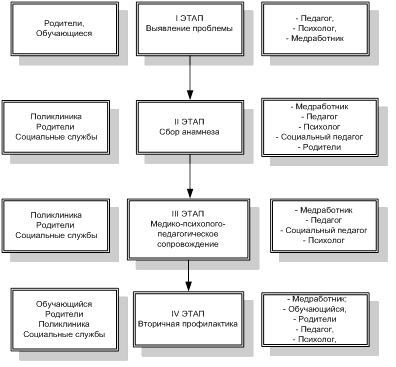 Родители,
Обучающиеся
I ЭТАП
Выявление проблемы
- Педагог,
- Психолог,
- Медработник
Поликлиника
Родители
Социальные службы
II ЭТАП
Сбор анамнеза
- Медработник
- Педагог
- Психолог
- Социальный педагог
- Родители
Поликлиника
Родители
Социальные службы
III ЭТАП
Медико-психолого-
педагогическое
сопровождение
- Медработник
- Педагог
- Социальный педагог
- Психолог
Обучающийся
Родители
Поликлиника
Социальные службы
IV ЭТАП
Вторичная профилактика
- Медработник;
- Обучающийся,
- Родители
- Педагог,
- Психолог,